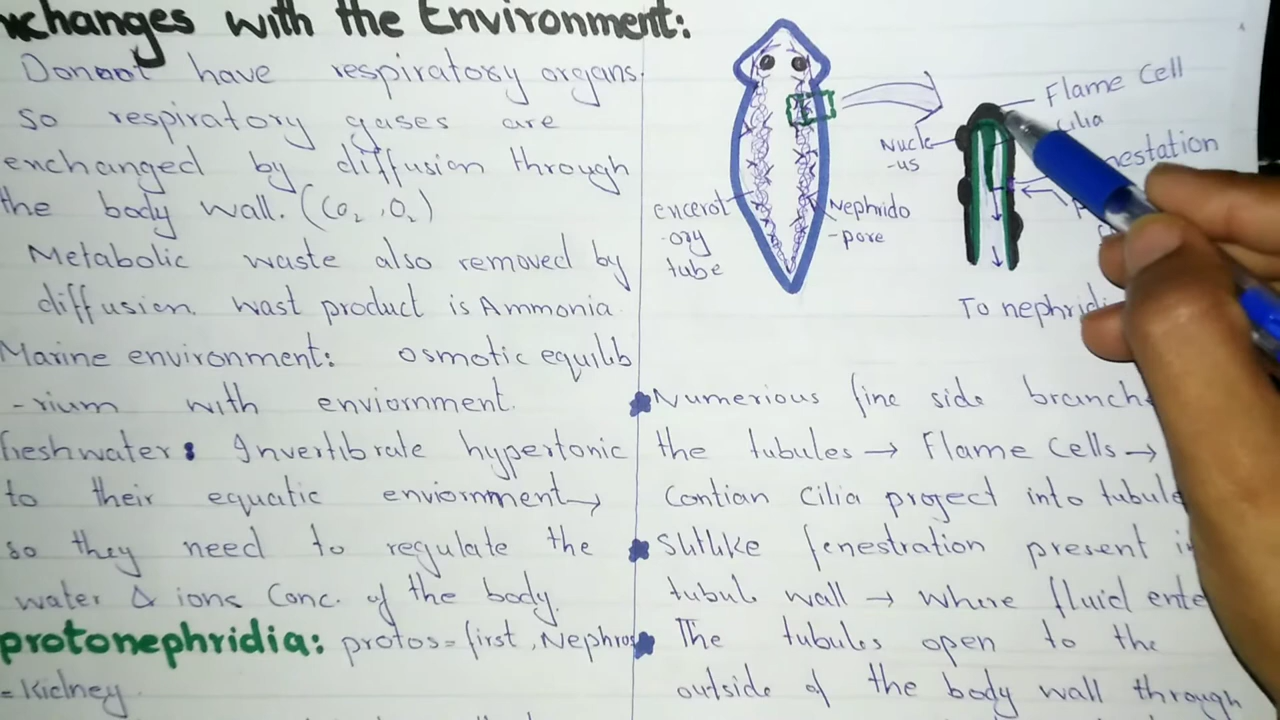 nxchanges with the Environment:
Donoot have respiratory organs
so respiratory gases are
exchanged by diffusion through
the body wall. (Co₂, O₂)
Metabolic waste also removed by
diffusion. wast product is Ammonia
Marine environment: osmotic equilib
-rium with enviornment.
freshwater: Invertibrate hypertonic
to their equatic enviornment→
so they need to regulate the
water & ions Conc. of the body.
protonephridia: protos=first, Nephros
= Kidney.
Flame Cell
Cilia
Nucle
-us
To nephridi
excerot
-ory
tube
Nephrido
-pore
Numerious fine side branch
the tubules → Flame Cells →
Contian Cilia project into tubule
Slitlike fenestration present in
tubul wall → where fluid ente
The tubules open to the
outside of the body wall through